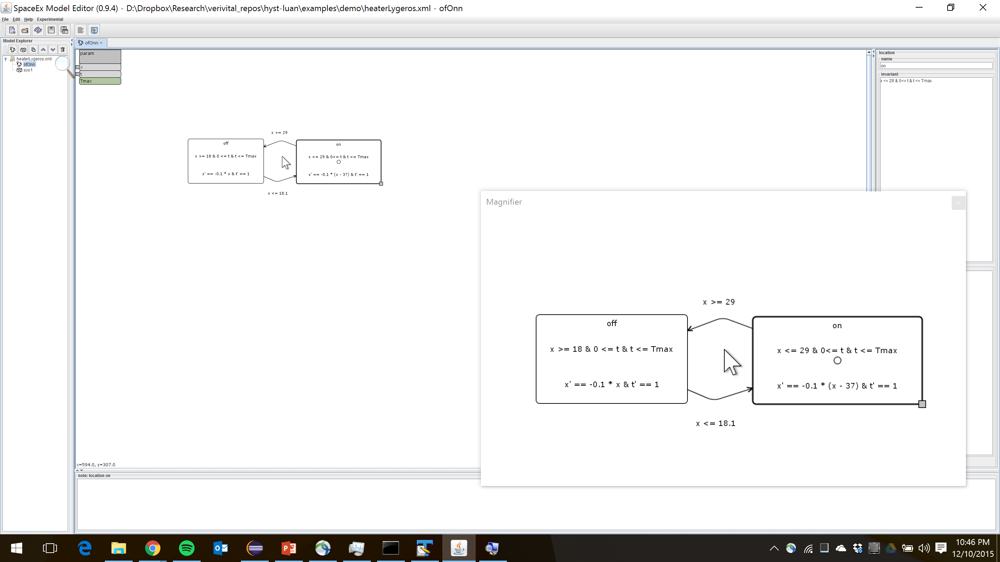 SpaceEx Model Editor (0.9.4) - D:\Dropbox\Research\verivital_repos\hyst-luan\examples\demo\heaterLygeros.xml - ofOnn
File Edit Help Experimental
Model Explorer
heaterLygeros.xml
ofOnn
sys1
ofOnn
param
x
t
Tmax
x >= 29
off
x >= 18 & 0 <= t & t <= Tmax
x' == -0.1 * x & t' == 1
on
x <= 29 & 0<= t & t <= Tmax
x' == -0.1 * (x - 37) & t' == 1
x <= 18.1
location
name
on
invariant
x <= 29 & 0<= t & t <= Tmax
Magnifier
x >= 29
off
x >= 18 & 0 <= t & t <= Tmax
x' == -0.1 * x & t' == 1
on
x <= 29 & 0<= t & t <= Tmax
x' == -0.1 * (x - 37) & t' == 1
x <= 18.1
x=594.0, y=307.0
note: location on
10:46 PM
12/10/2015